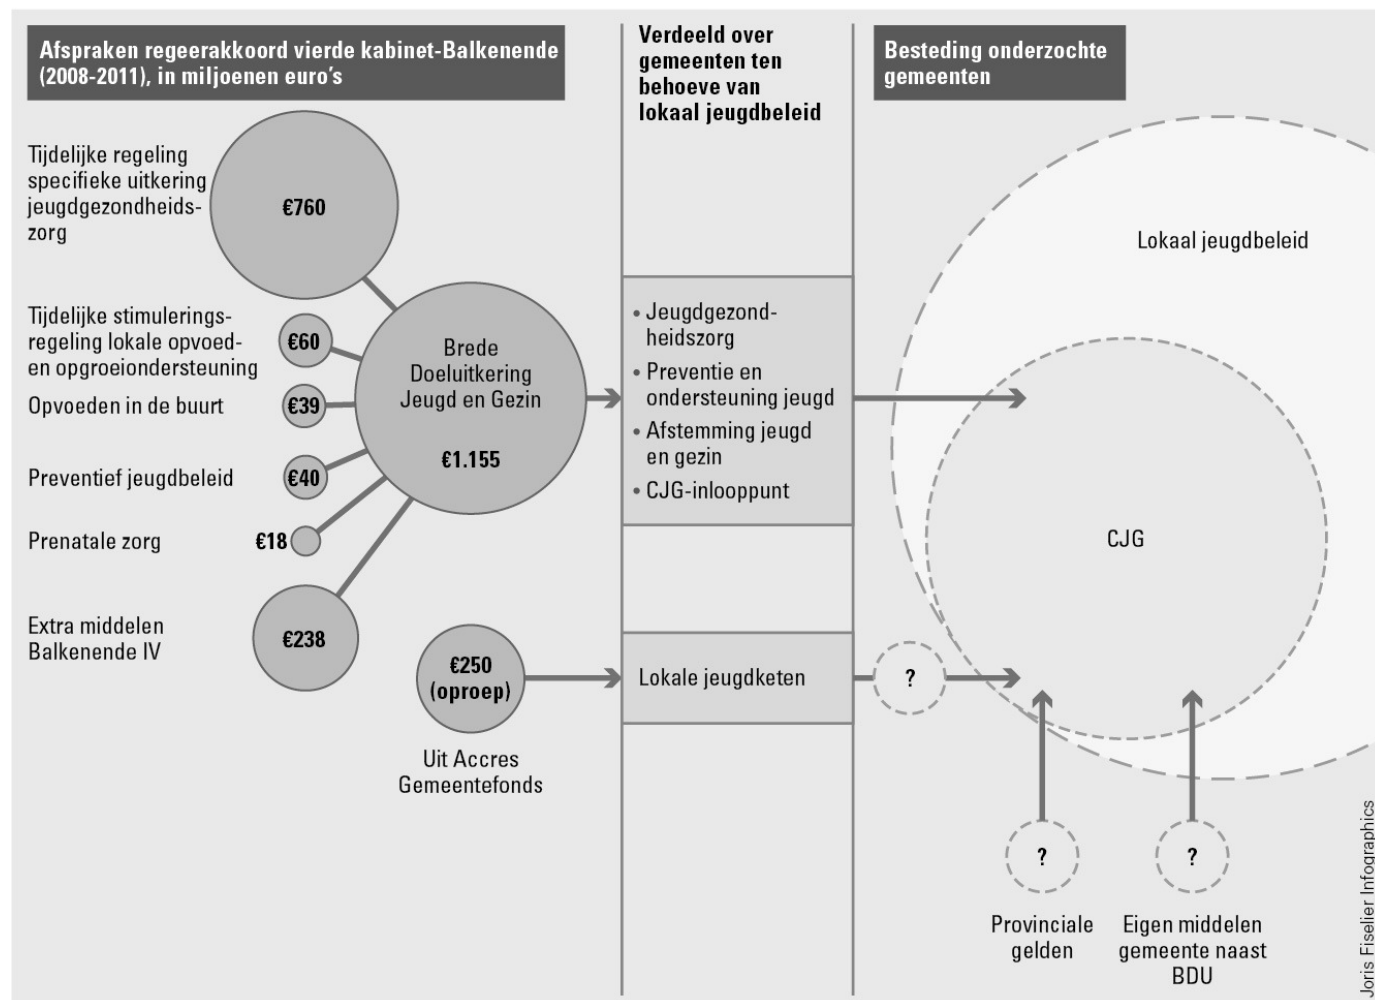 Afspraken regeerakkoord vierde kabinet-Balkenende
(2008-2011), in miljoenen euro's
Verdeeld over
gemeenten ten
behoeve van
lokaal jeugdbeleid
Besteding onderzochte
gemeenten
Tijdelijke regeling
specifieke uitkering
jeugdgezondheids-
zorg
€760
Tijdelijke stimulerings-
regeling lokale opvoed-
en opgroeiondersteuning
€60
Opvoeden in de buurt
€39
Preventief jeugdbeleid
€40
Prenatale zorg
€18
Extra middelen
Balkenende IV
€238
Brede
Doeluitkering
Jeugd en Gezin
€1.155
€250
(oproep)
Uit Accres
Gemeentefonds
• Jeugdgezond-
heidszorg
• Preventie en
ondersteuning jeugd
• Afstemming jeugd
en gezin
• CJG-inlooppunt
Lokale jeugdketen
Lokaal jeugdbeleid
CJG
?
?
Provinciale
gelden
?
Eigen middelen
gemeente naast
BDU
Joris Fiselier Infographics